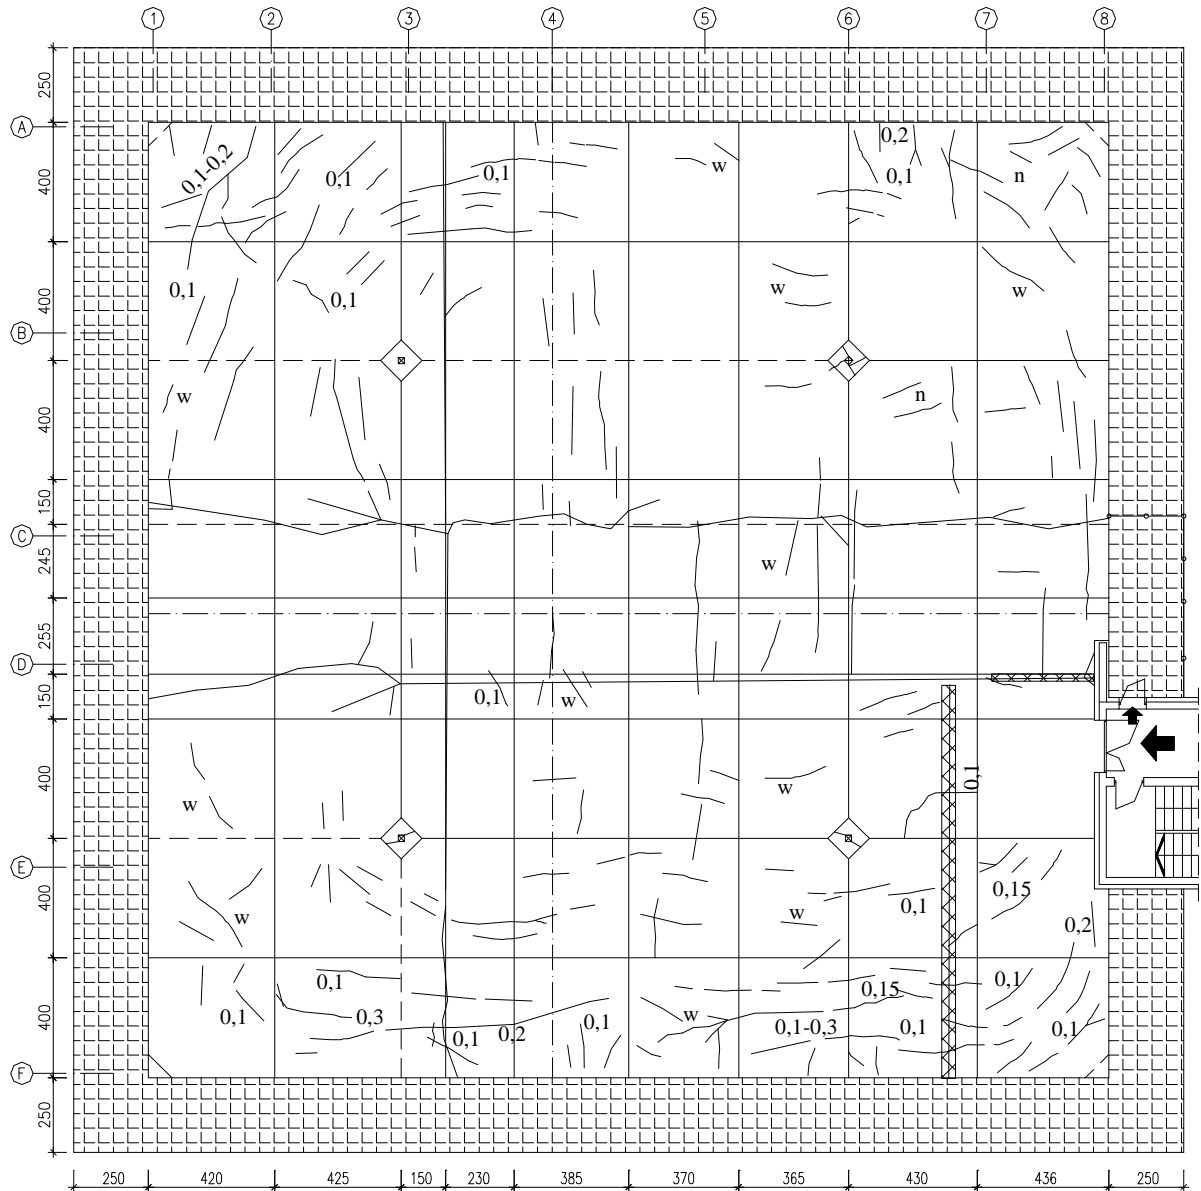 1 2 3 4 5 6 7 8
250
A
0,2
0,1-0,2
w
400
0,1 0,1 0,1 n
0,1 0,1 w w
400
B
w n
400
150
C
245 w
255
D
150 0,1 w
400 w w 0,1
E
400 0,15
w w 0,1 0,2
0,1 0,15 0,1
400 0,1 0,3 0,1 w 0,1-0,3 0,1 0,1
0,1 0,2
F
250
250 420 425 150 230 385 370 365 430 436 250